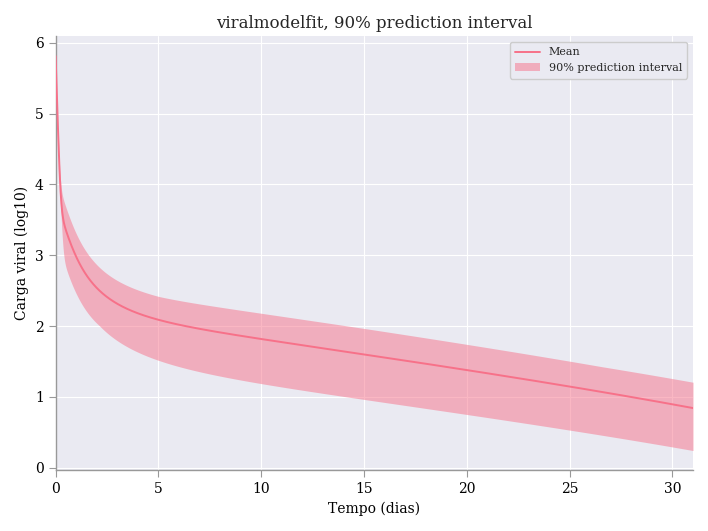 viralmodelfit, 90% prediction interval
Mean
90% prediction interval
Carga viral (log10)
6
5
4
3
2
1
0
0 5 10 15 20 25 30
Tempo (dias)